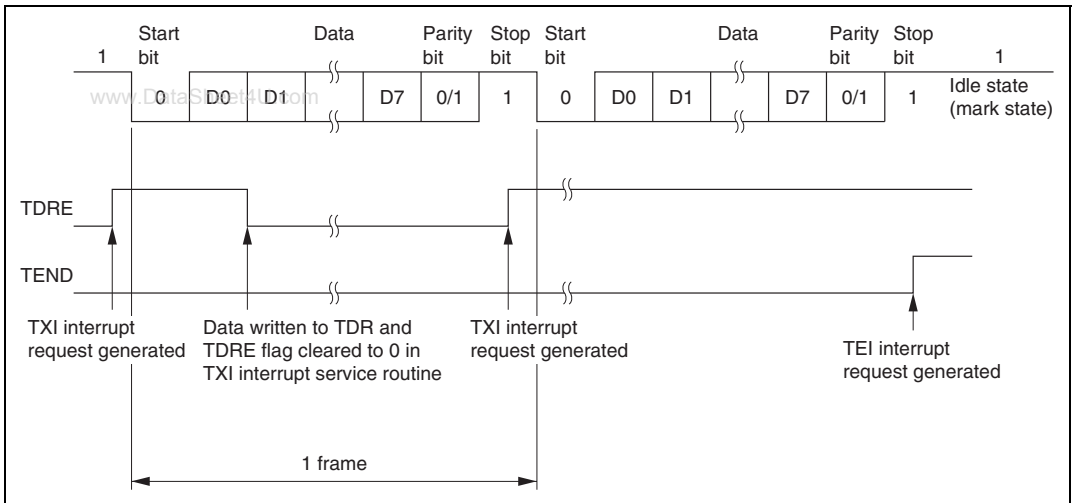 Start Data Parity Stop Start Data Parity Stop
1 bit bit bit bit bit bit 1
www.DataSheet4U.com
0 D0 D1 D7 0/1 1 0 D0 D1 D7 0/1 1 Idle state
(mark state)
TDRE
TEND
TXI interrupt
request generated
Data written to TDR and
TDRE flag cleared to 0 in
TXI interrupt service routine
TXI interrupt
request generated
TEI interrupt
request generated
1 frame